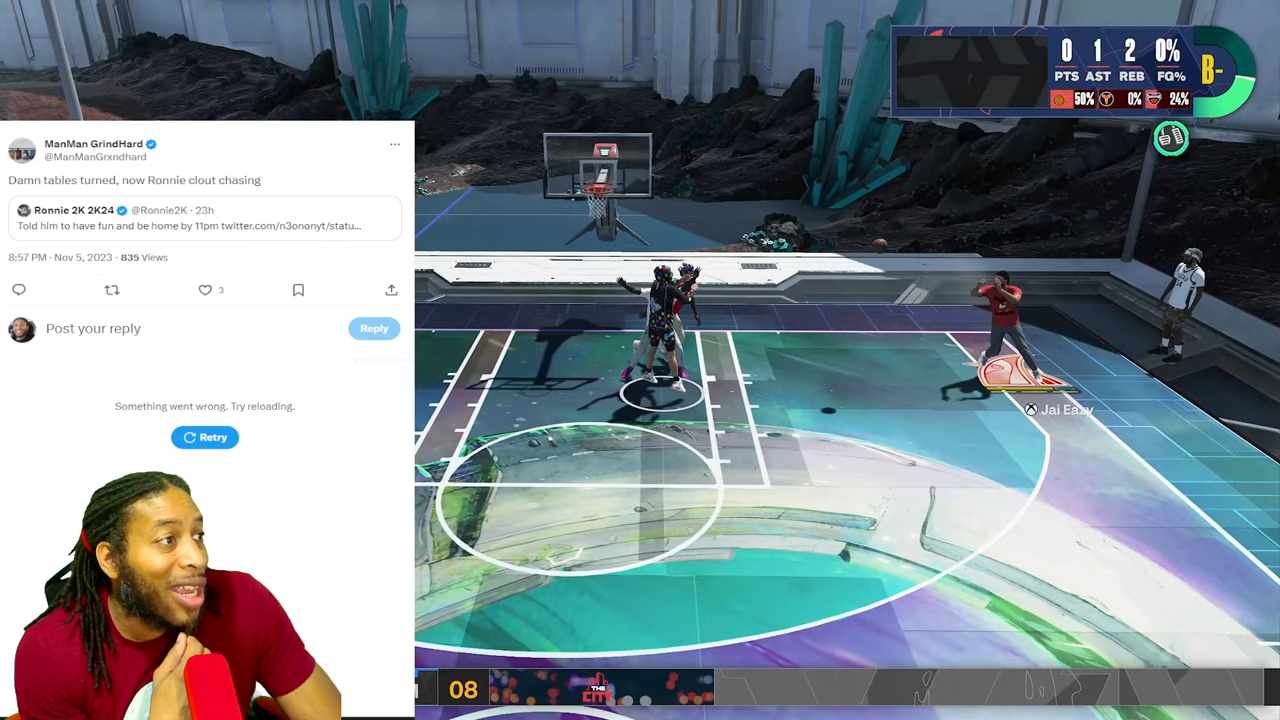 ManMan GrindHard
@ManManGrxndhard
Damn tables turned, now Ronnie clout chasing
Ronnie 2K 2K24 @Ronnie2K · 23h
Told him to have fun and be home by 11pm twitter.com/n3ononyt/statu...
8:57 PM · Nov 5, 2023 · 835 Views
3
Post your reply
Reply
Something went wrong. Try reloading.
Retry
0 1 2 0%
PTS AST REB FG%
50% 0% 24%
B-
Jai Eazy
08
THE CITY